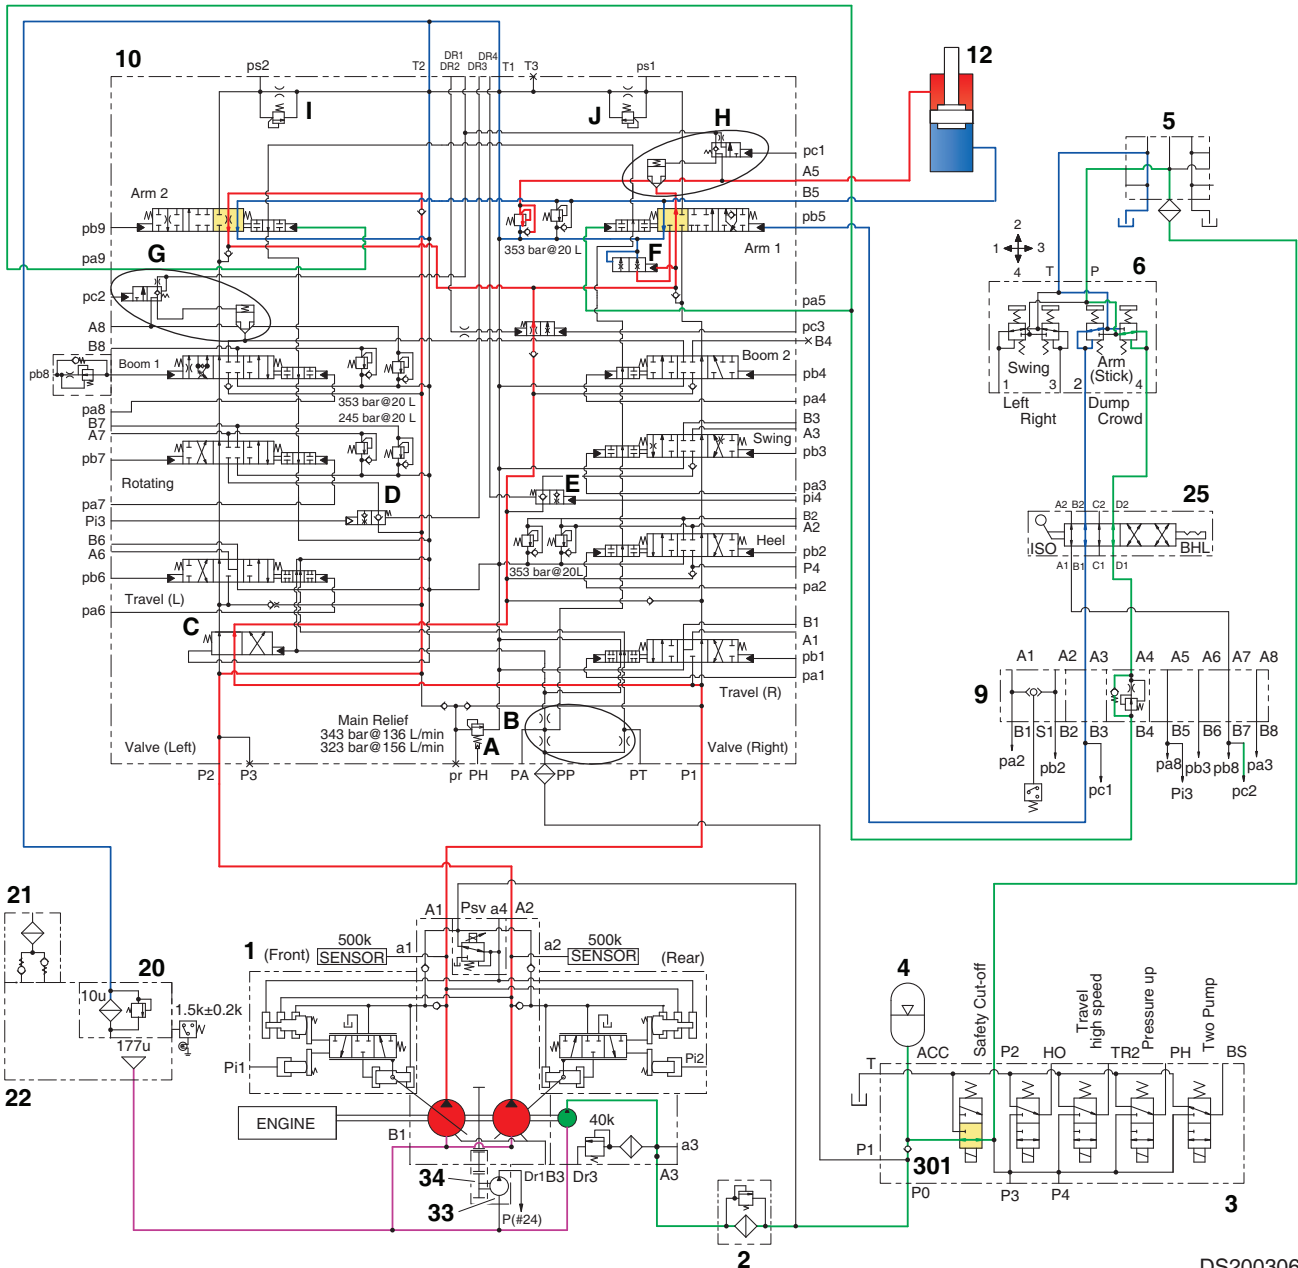 10
ps2
T2
DR1
DR2
DR4
DR3
T1
T3
ps1
12
I
J
H
pc1
A5
B5
pb5
Arm 2
Arm 1
pb9
pa9
G
pc2
A8
B8
pb8
Boom 1
353 bar@20 L
F
pa5
pc3
B4
Boom 2
pb4
pa4
pa8
B7
A7
pb7
353 bar@20 L
245 bar@20 L
Rotating
pa7
Pi3
D
B3
A3
Swing
pb3
pa3
pi4
E
B2
A2
Heel
pb2
P4
pa2
353 bar@20L
B6
A6
pb6
Travel (L)
pa6
C
B1
A1
pb1
pa1
Travel (R)
Main Relief
343 bar@136 L/min
323 bar@156 L/min
B
A
Valve (Left)
Valve (Right)
P2
P3
pr
PH
PA
PP
PT
P1
5
6
1
2
3
4
T
P
Swing
Arm
(Stick)
1
3
2
4
Left
Right
Dump
Crowd
25
A2
B2
C2
D2
ISO
BHL
A1
B1
C1
D1
9
A1
A2
A3
A4
A5
A6
A7
A8
B1
S1
B2
B3
B4
B5
B6
B7
B8
pa2
pb2
pc1
pa8
pb3
pb8
pa3
Pi3
pc2
21
20
10u
1.5k±0.2k
177u
22
1
(Front)
500k
SENSOR
a1
A1
Psv
a4
A2
a2
500k
SENSOR
(Rear)
Pi1
Pi2
ENGINE
B1
40k
a3
34
33
Dr1
B3
Dr3
A3
P(#24)
2
4
Safety Cut-off
Travel
high speed
Pressure up
Two Pump
T
ACC
P2
HO
TR2
PH
BS
P1
301
P0
P3
P4
3
DS200306